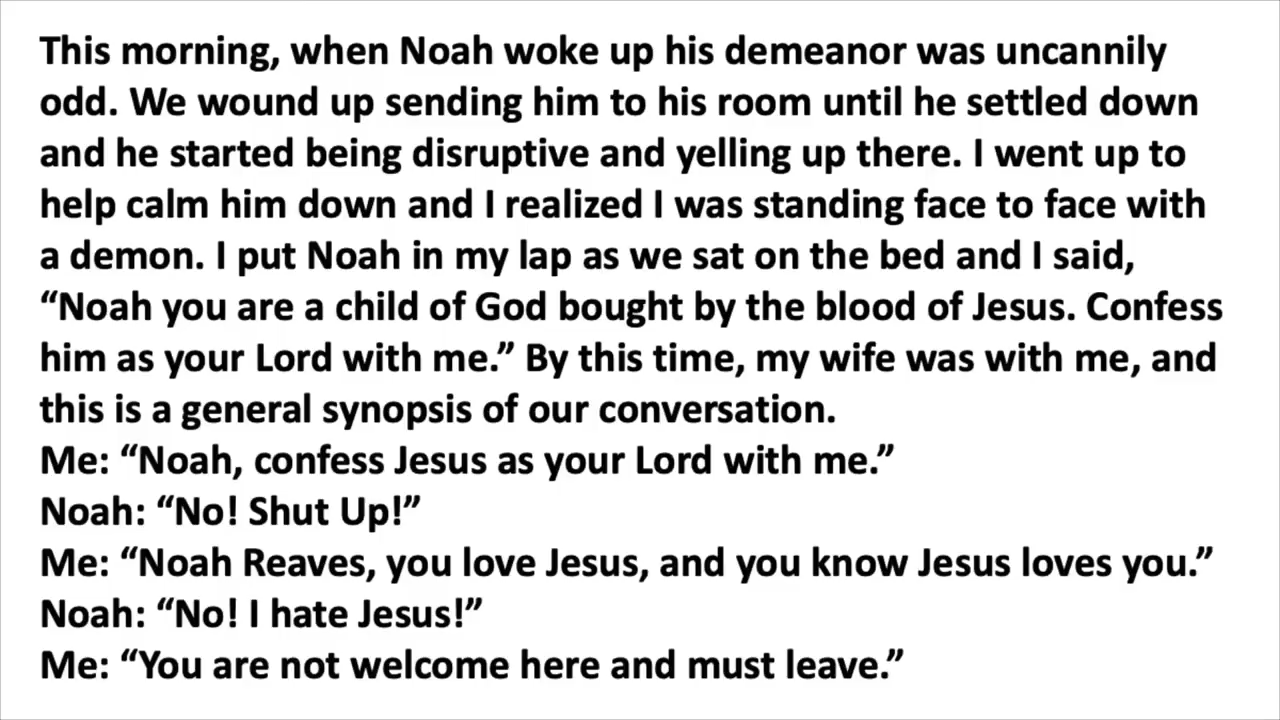 This morning, when Noah woke up his demeanor was uncannily
odd. We wound up sending him to his room until he settled down
and he started being disruptive and yelling up there. I went up to
help calm him down and I realized I was standing face to face with
a demon. I put Noah in my lap as we sat on the bed and I said,
“Noah you are a child of God bought by the blood of Jesus. Confess
him as your Lord with me.” By this time, my wife was with me, and
this is a general synopsis of our conversation.
Me: “Noah, confess Jesus as your Lord with me.”
Noah: “No! Shut Up!”
Me: “Noah Reaves, you love Jesus, and you know Jesus loves you.”
Noah: “No! I hate Jesus!”
Me: “You are not welcome here and must leave.”